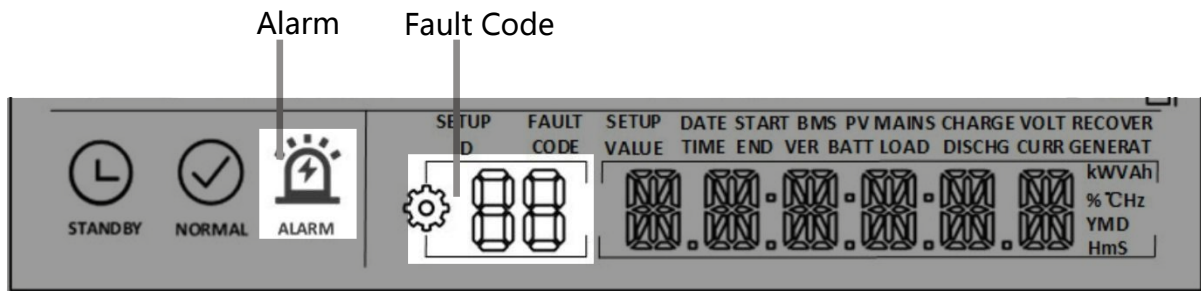 Alarm Fault Code
SETUP FAULT SETUP DATE START BMS PV MAINS CHARGE VOLT RECOVER
D CODE VALUE TIME END VER BATT LOAD DISCHG CURR GENERAT
kWVAh
% ℃Hz
YMD
HmS
STANDBY NORMAL ALARM